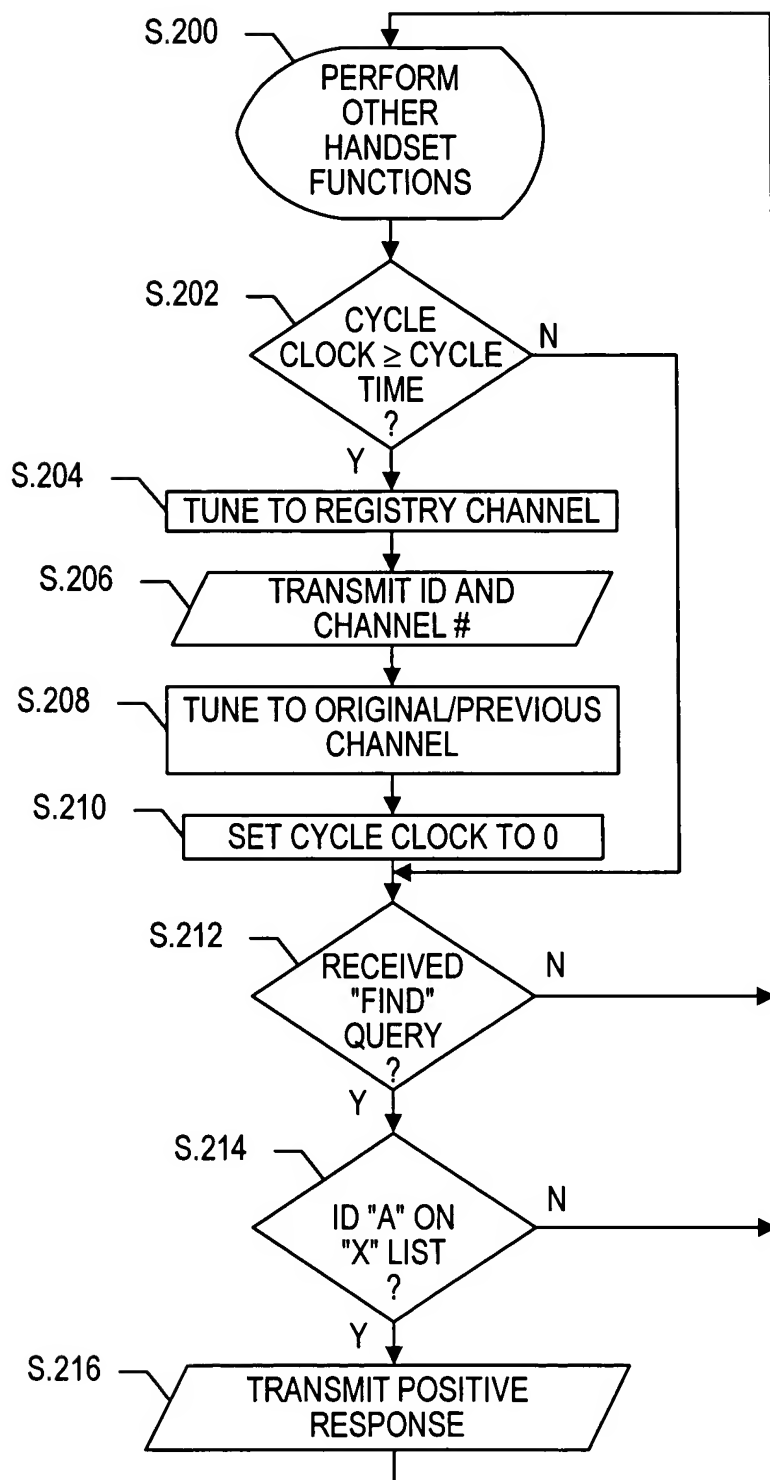 S.200
PERFORM
OTHER
HANDSET
FUNCTIONS
S.202
CYCLE
CLOCK ≥ CYCLE
TIME
?
N
Y
S.204
TUNE TO REGISTRY CHANNEL
S.206
TRANSMIT ID AND
CHANNEL #
S.208
TUNE TO ORIGINAL/PREVIOUS
CHANNEL
S.210
SET CYCLE CLOCK TO 0
S.212
RECEIVED
"FIND"
QUERY
?
N
Y
S.214
ID "A" ON
"X" LIST
?
N
Y
S.216
TRANSMIT POSITIVE
RESPONSE